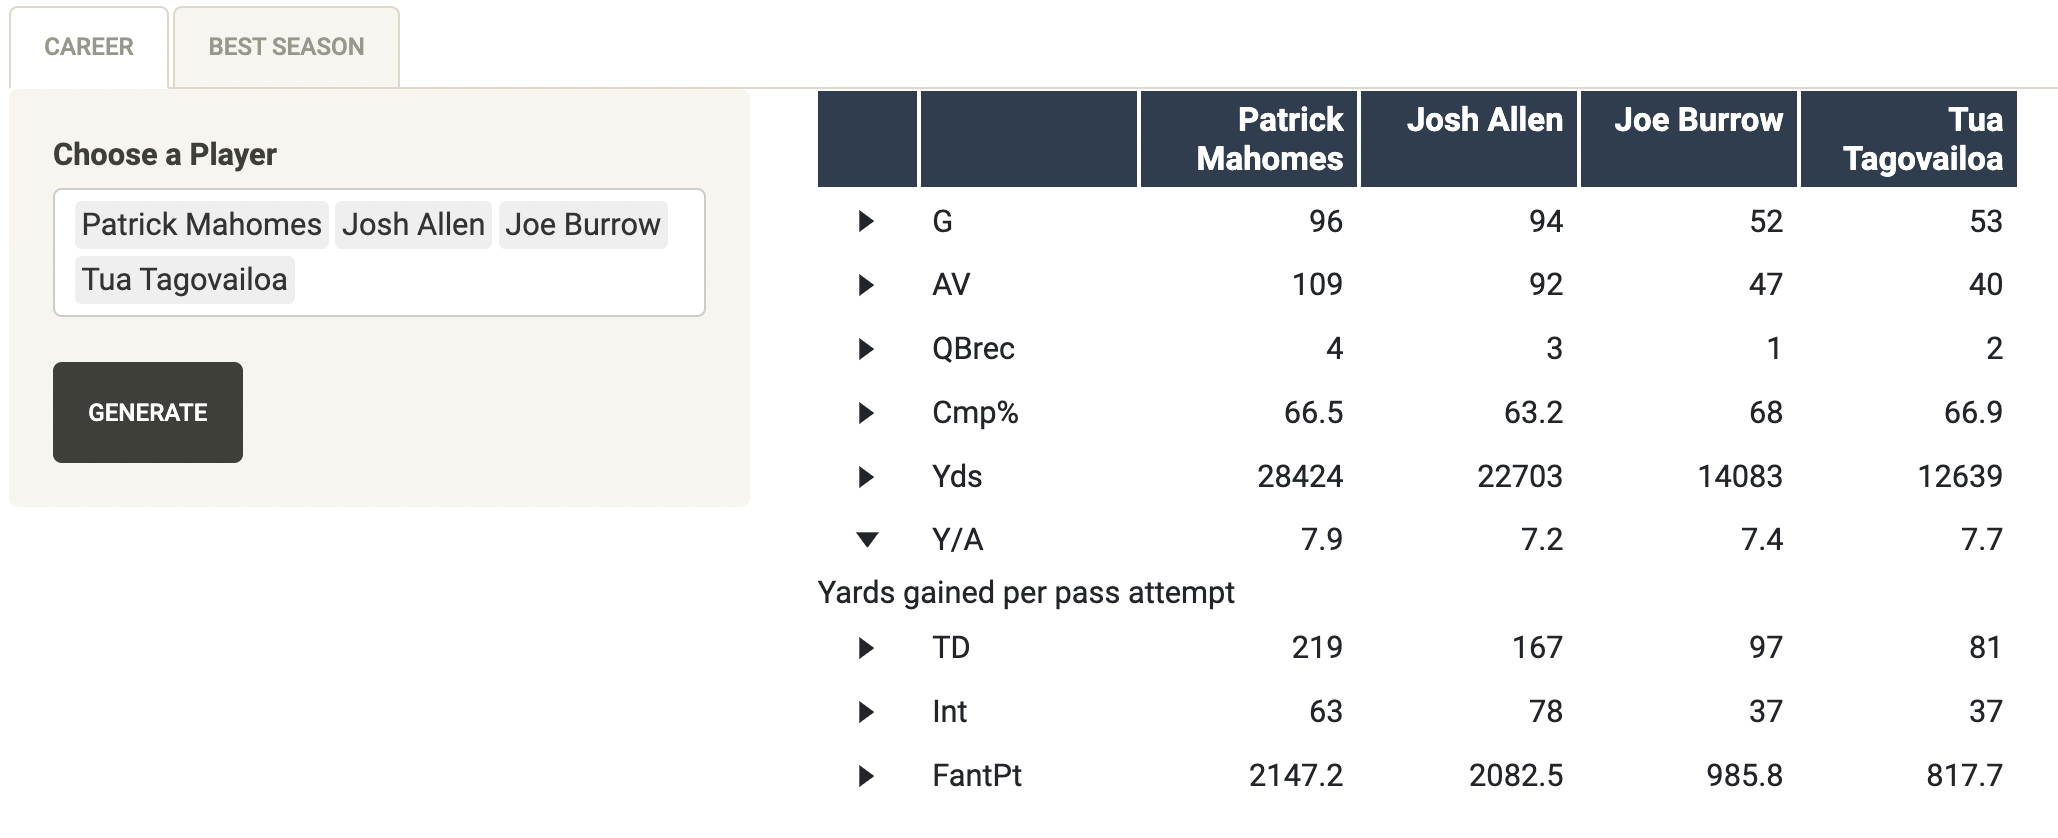 CAREER BEST SEASON
Choose a Player
Patrick Mahomes Josh Allen Joe Burrow
Tua Tagovailoa
GENERATE
Patrick Mahomes Josh Allen Joe Burrow Tua Tagovailoa
G 96 94 52 53
AV 109 92 47 40
QBrec 4 3 1 2
Cmp% 66.5 63.2 68 66.9
Yds 28424 22703 14083 12639
Y/A 7.9 7.2 7.4 7.7
Yards gained per pass attempt
TD 219 167 97 81
Int 63 78 37 37
FantPt 2147.2 2082.5 985.8 817.7